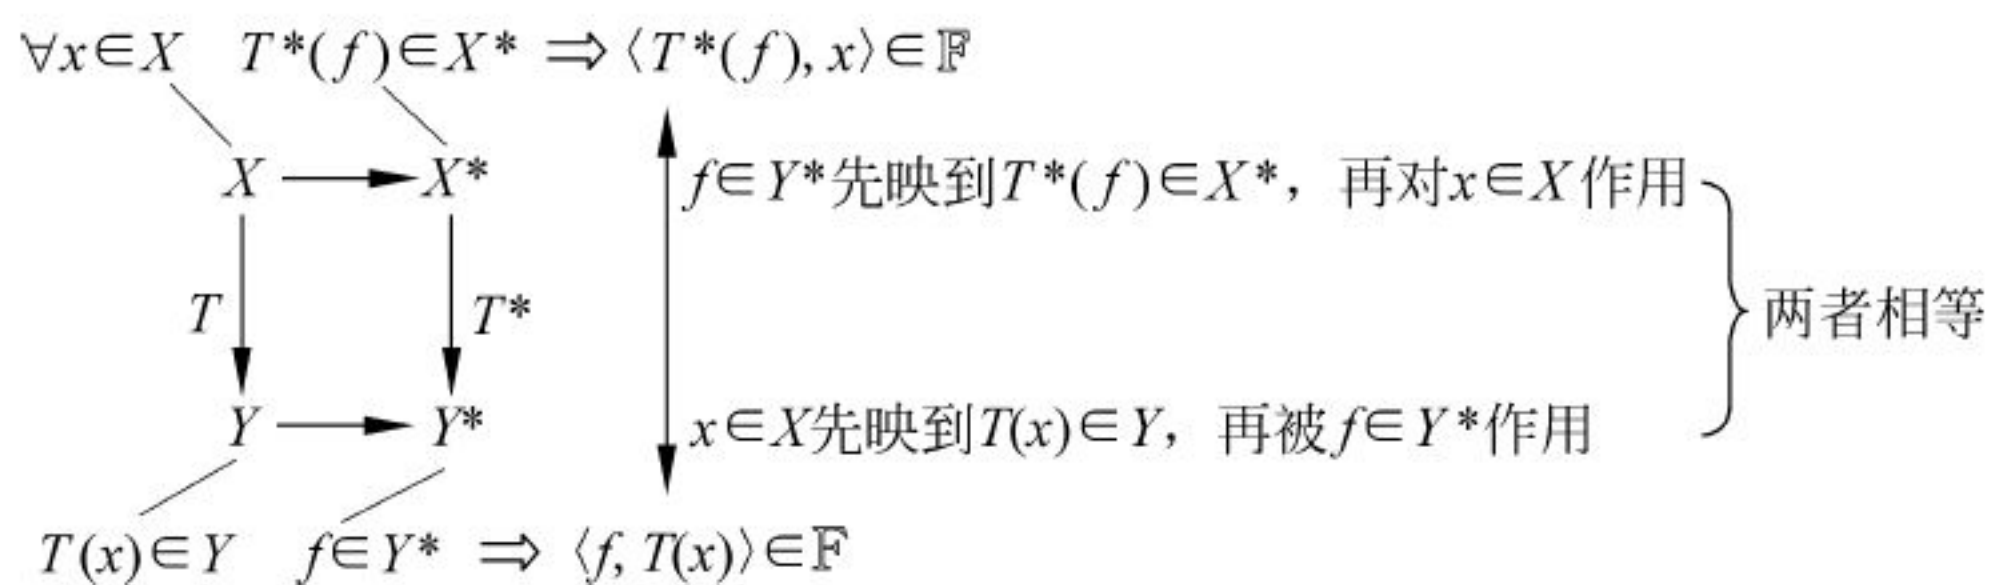 ∀x∈X T*(f)∈X* ⇒ ⟨T*(f), x⟩∈𝔽
X X* f∈Y*先映到T*(f)∈X*，再对x∈X作用
T T* 两者相等
Y Y* x∈X先映到T(x)∈Y，再被f∈Y*作用
T(x)∈Y f∈Y* ⇒ ⟨f, T(x)⟩∈𝔽